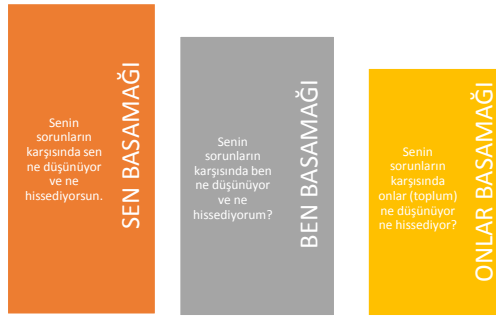 Senin
sorunların
karşısında sen
ne düşünüyor
ve ne
hissediyorsun.
SEN BASAMAĞI
Senin
sorunların
karşısında ben
ne düşünüyor
ve ne
hissediyorum?
BEN BASAMAĞI
Senin
sorunların
karşısında
onlar (toplum)
ne düşünüyor
ne hissediyor?
ONLAR BASAMAĞI